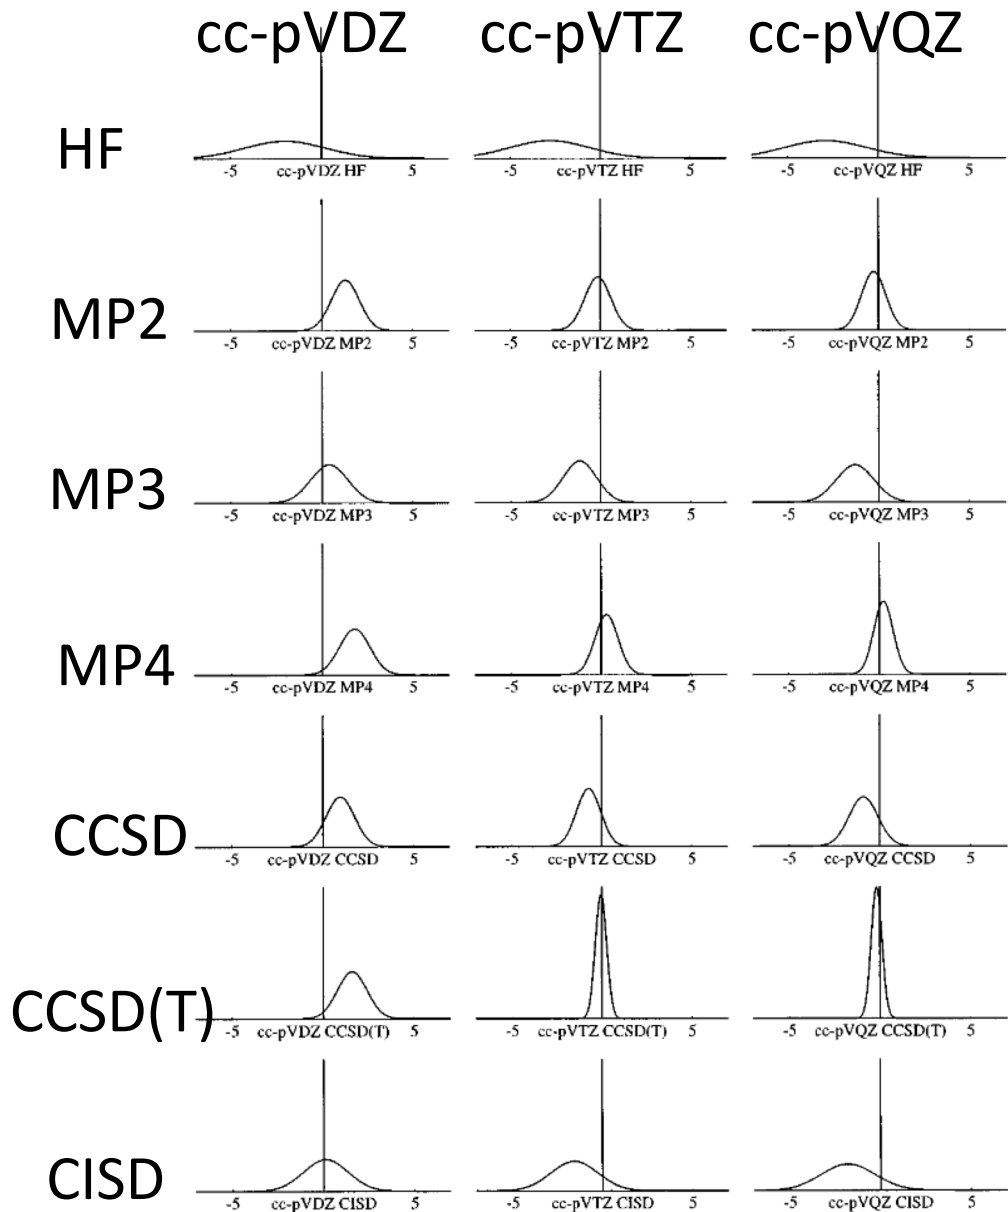 cc-pVDZ cc-pVTZ cc-pVQZ
HF
-5 cc-pVDZ HF 5 -5 cc-pVTZ HF 5 -5 cc-pVQZ HF 5
MP2
-5 cc-pVDZ MP2 5 -5 cc-pVTZ MP2 5 -5 cc-pVQZ MP2 5
MP3
-5 cc-pVDZ MP3 5 -5 cc-pVTZ MP3 5 -5 cc-pVQZ MP3 5
MP4
-5 cc-pVDZ MP4 5 -5 cc-pVTZ MP4 5 -5 cc-pVQZ MP4 5
CCSD
-5 cc-pVDZ CCSD 5 -5 cc-pVTZ CCSD 5 -5 cc-pVQZ CCSD 5
CCSD(T)
-5 cc-pVDZ CCSD(T) 5 -5 cc-pVTZ CCSD(T) 5 -5 cc-pVQZ CCSD(T) 5
CISD
-5 cc-pVDZ CISD 5 -5 cc-pVTZ CISD 5 -5 cc-pVQZ CISD 5